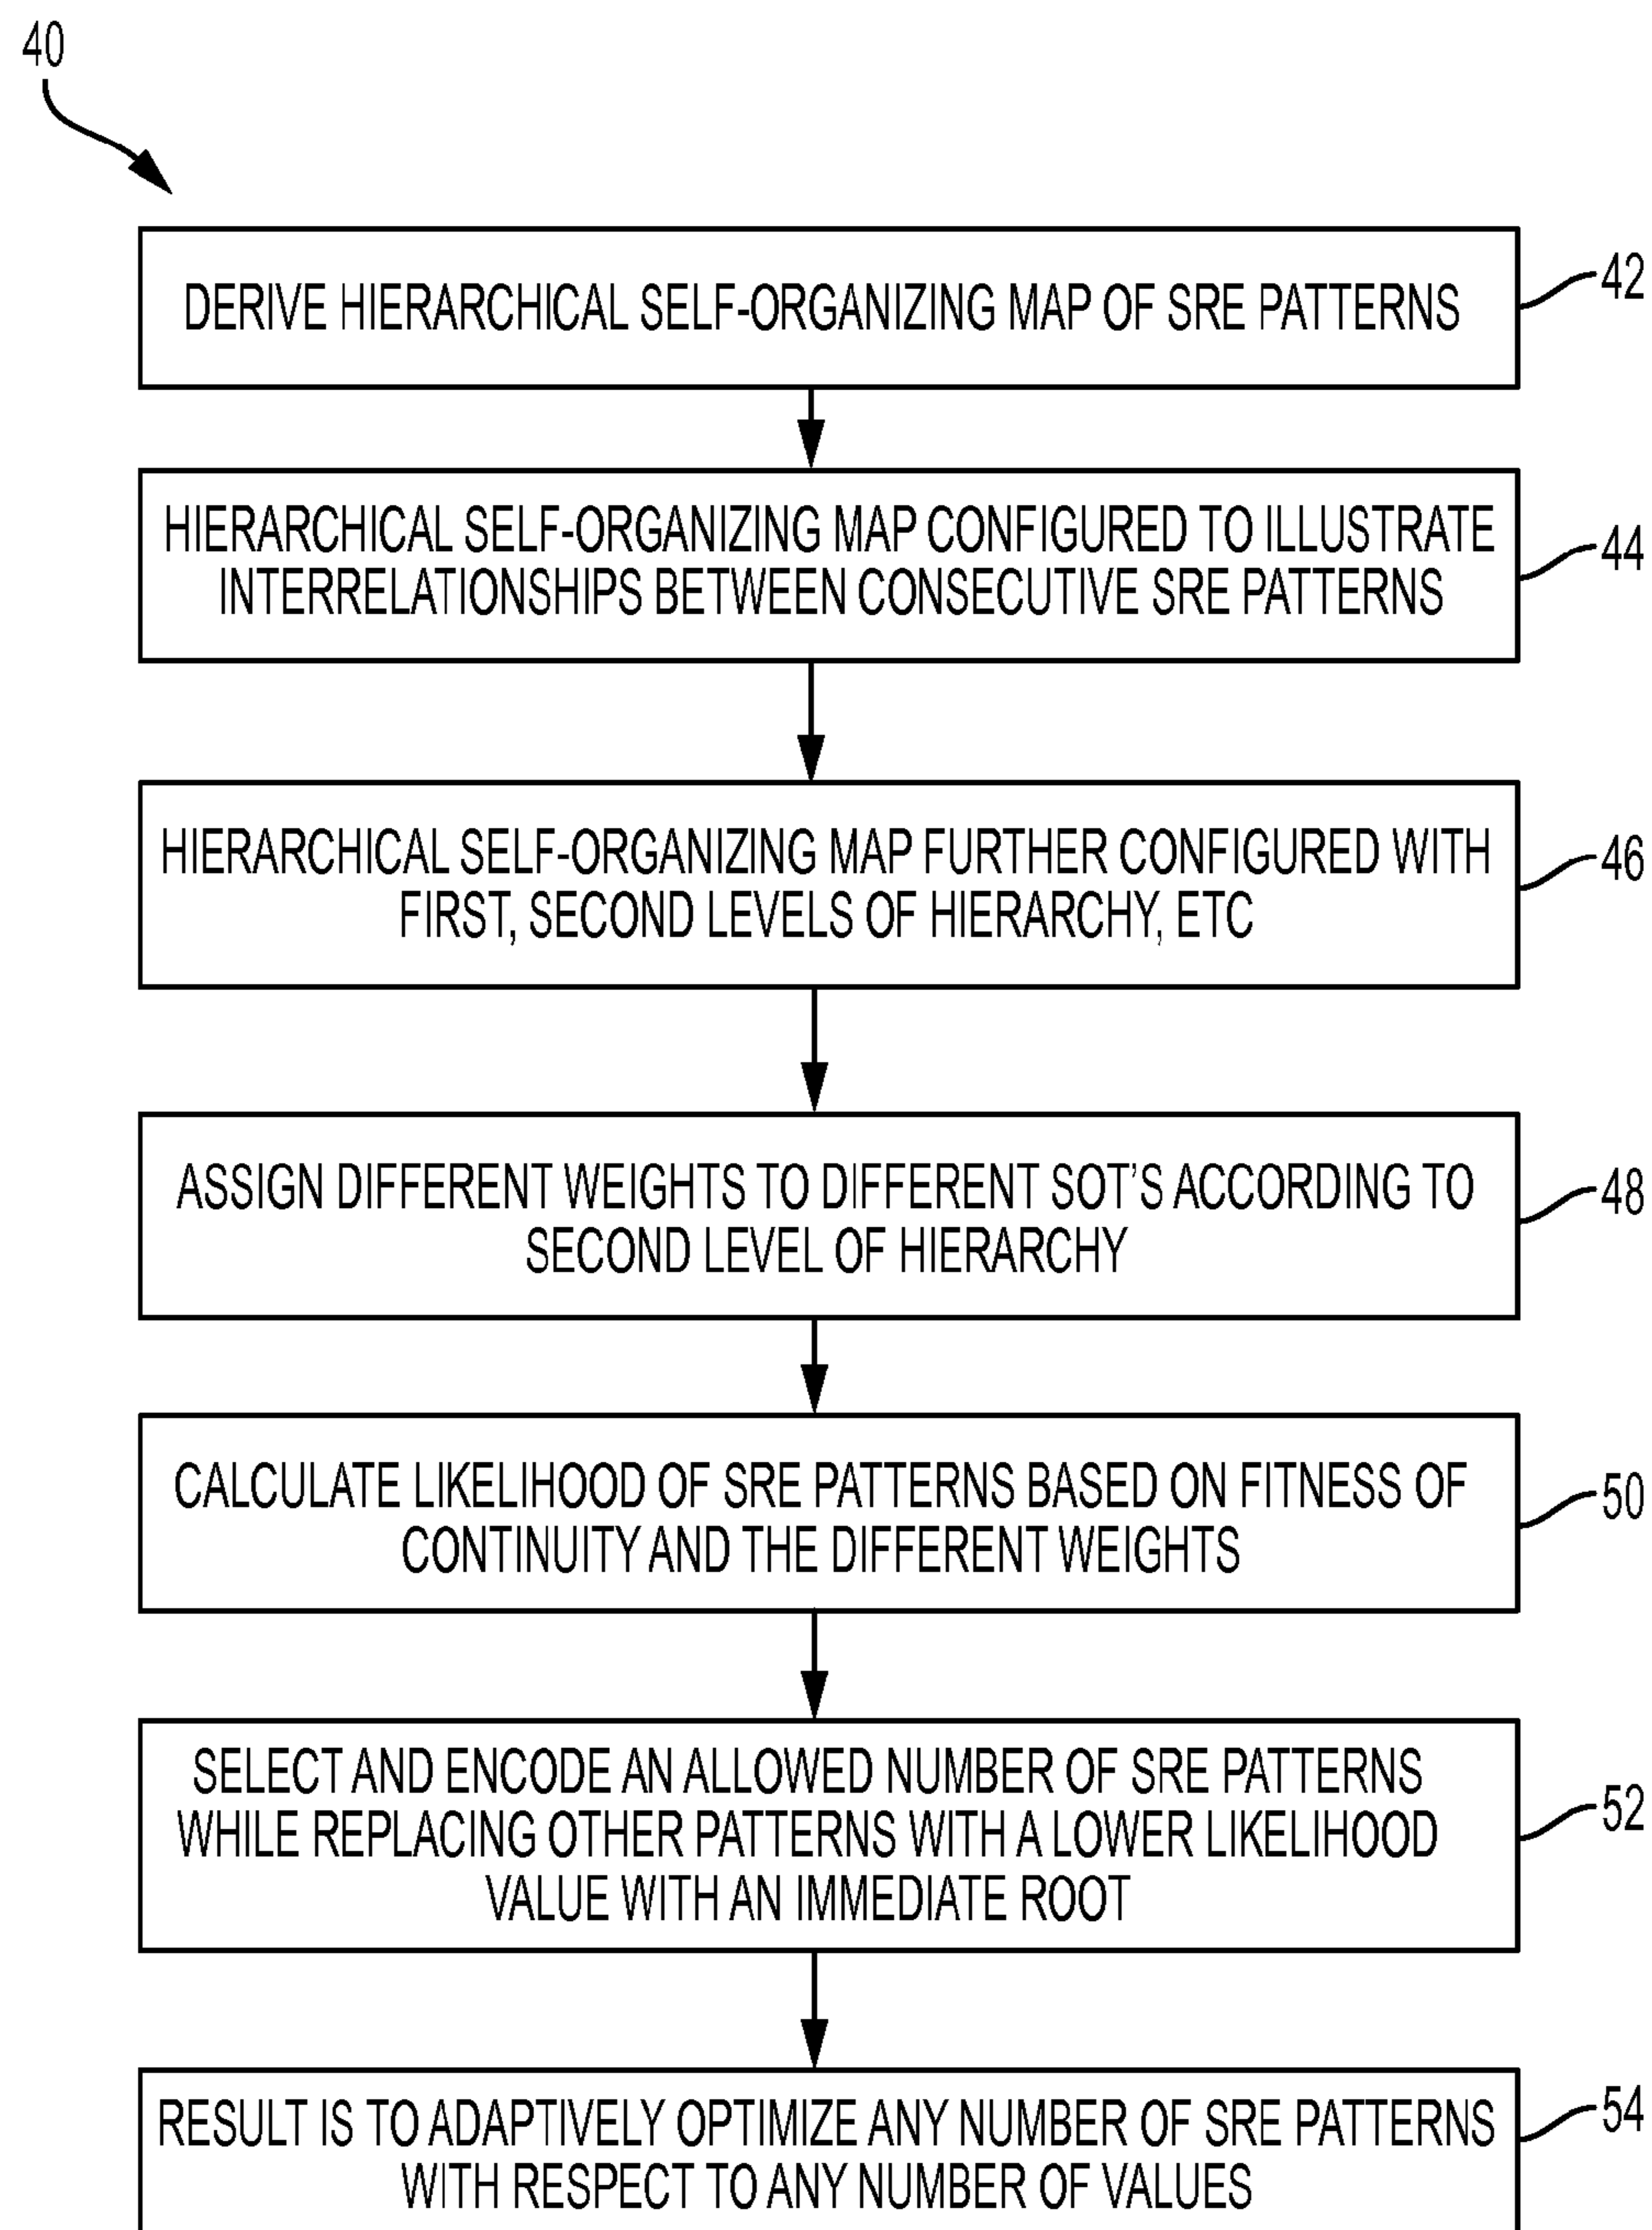 40
DERIVE HIERARCHICAL SELF-ORGANIZING MAP OF SRE PATTERNS
42
HIERARCHICAL SELF-ORGANIZING MAP CONFIGURED TO ILLUSTRATE
INTERRELATIONSHIPS BETWEEN CONSECUTIVE SRE PATTERNS
44
HIERARCHICAL SELF-ORGANIZING MAP FURTHER CONFIGURED WITH
FIRST, SECOND LEVELS OF HIERARCHY, ETC
46
ASSIGN DIFFERENT WEIGHTS TO DIFFERENT SOT'S ACCORDING TO
SECOND LEVEL OF HIERARCHY
48
CALCULATE LIKELIHOOD OF SRE PATTERNS BASED ON FITNESS OF
CONTINUITY AND THE DIFFERENT WEIGHTS
50
SELECT AND ENCODE AN ALLOWED NUMBER OF SRE PATTERNS
WHILE REPLACING OTHER PATTERNS WITH A LOWER LIKELIHOOD
VALUE WITH AN IMMEDIATE ROOT
52
RESULT IS TO ADAPTIVELY OPTIMIZE ANY NUMBER OF SRE PATTERNS
WITH RESPECT TO ANY NUMBER OF VALUES
54